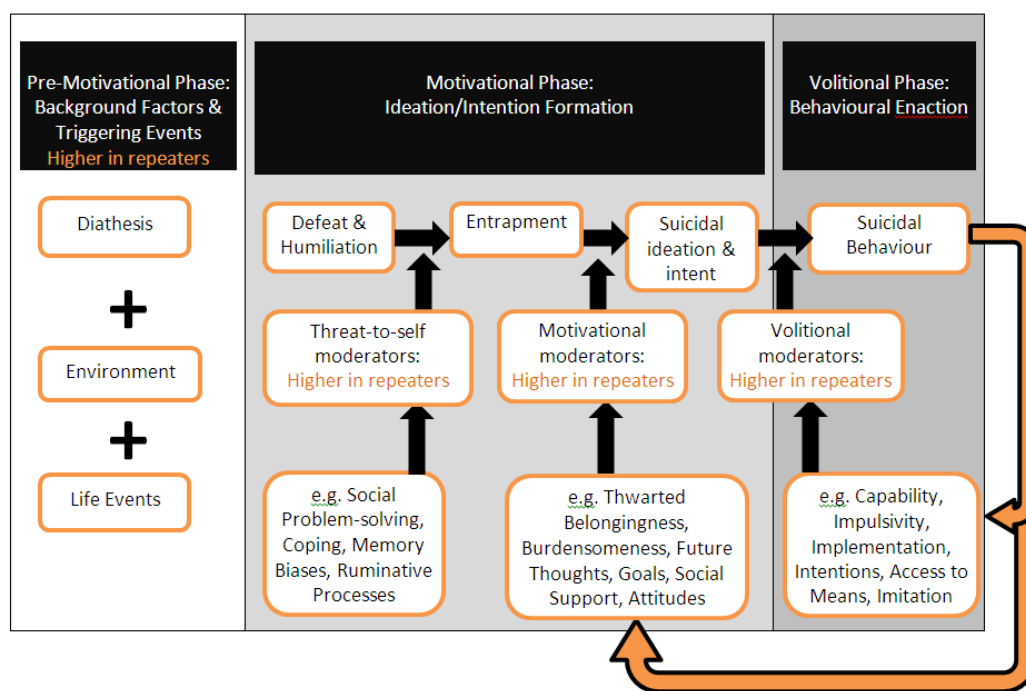 Pre-Motivational Phase:
Background Factors &
Triggering Events
Higher in repeaters
Motivational Phase:
Ideation/Intention Formation
Volitional Phase:
Behavioural Enaction
Diathesis
Environment
Life Events
Defeat &
Humiliation
Entrapment
Suicidal
ideation &
intent
Suicidal
Behaviour
Threat-to-self
moderators:
Higher in repeaters
Motivational
moderators:
Higher in repeaters
Volitional
moderators:
Higher in repeaters
e.g. Social
Problem-solving,
Coping, Memory
Biases, Ruminative
Processes
e.g. Thwarted
Belongingness,
Burdensomeness, Future
Thoughts, Goals, Social
Support, Attitudes
e.g. Capability,
Impulsivity,
Implementation,
Intentions, Access to
Means, Imitation